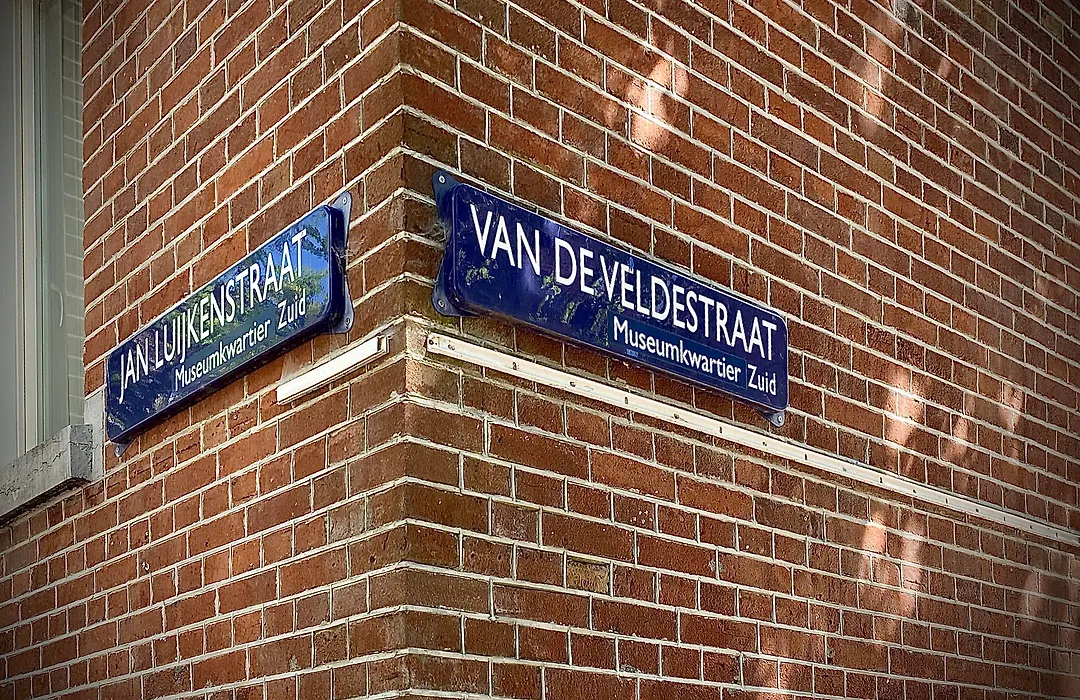 JAN LUIJKENSTRAAT
Museumkwartier Zuid
VAN DE VELDESTRAAT
Museumkwartier Zuid